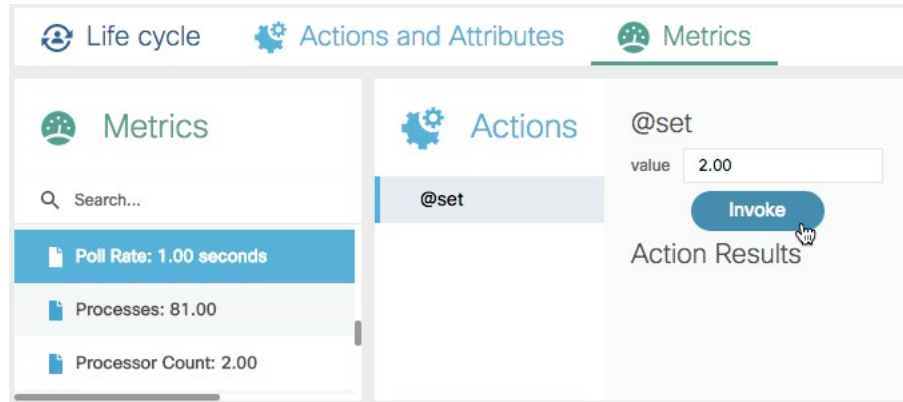 Life cycle
Actions and Attributes
Metrics
Metrics
Search...
Poll Rate: 1.00 seconds
Processes: 81.00
Processor Count: 2.00
Actions
@set
@set
value 2.00
Invoke
Action Results